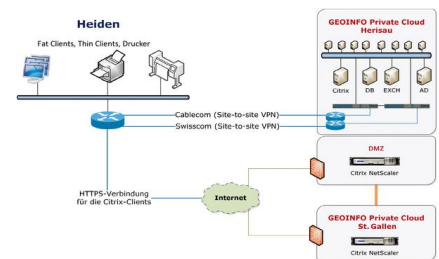 Heiden
Fat Clients, Thin Clients, Drucker
GEOINFO Private Cloud
Herisau
Citrix
DB
EXCH
AD
Cablecom (Site-to-site VPN)
Swisscom (Site-to-site VPN)
DMZ
Citrix NetScaler
HTTPS-Verbindung
für die Citrix-Clients
Internet
GEOINFO Private Cloud
St. Gallen
Citrix NetScaler